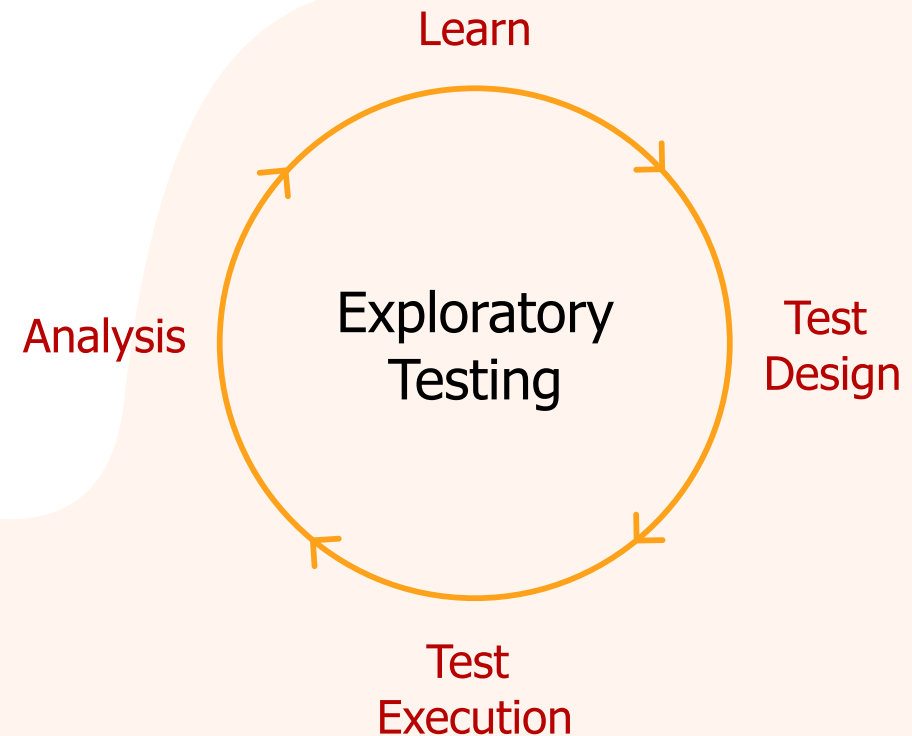 Learn
Exploratory
Testing
Analysis
Test
Design
Test
Execution